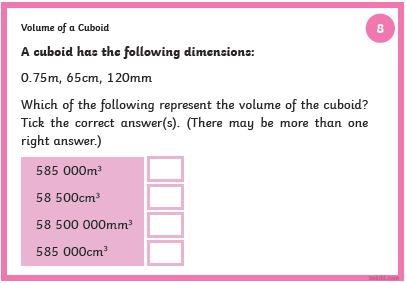 Volume of a Cuboid
8
A cuboid has the following dimensions:
0.75m, 65cm, 120mm
Which of the following represent the volume of the cuboid?
Tick the correct answer(s). (There may be more than one
right answer.)
585 000m³
58 500cm³
58 500 000mm³
585 000cm³